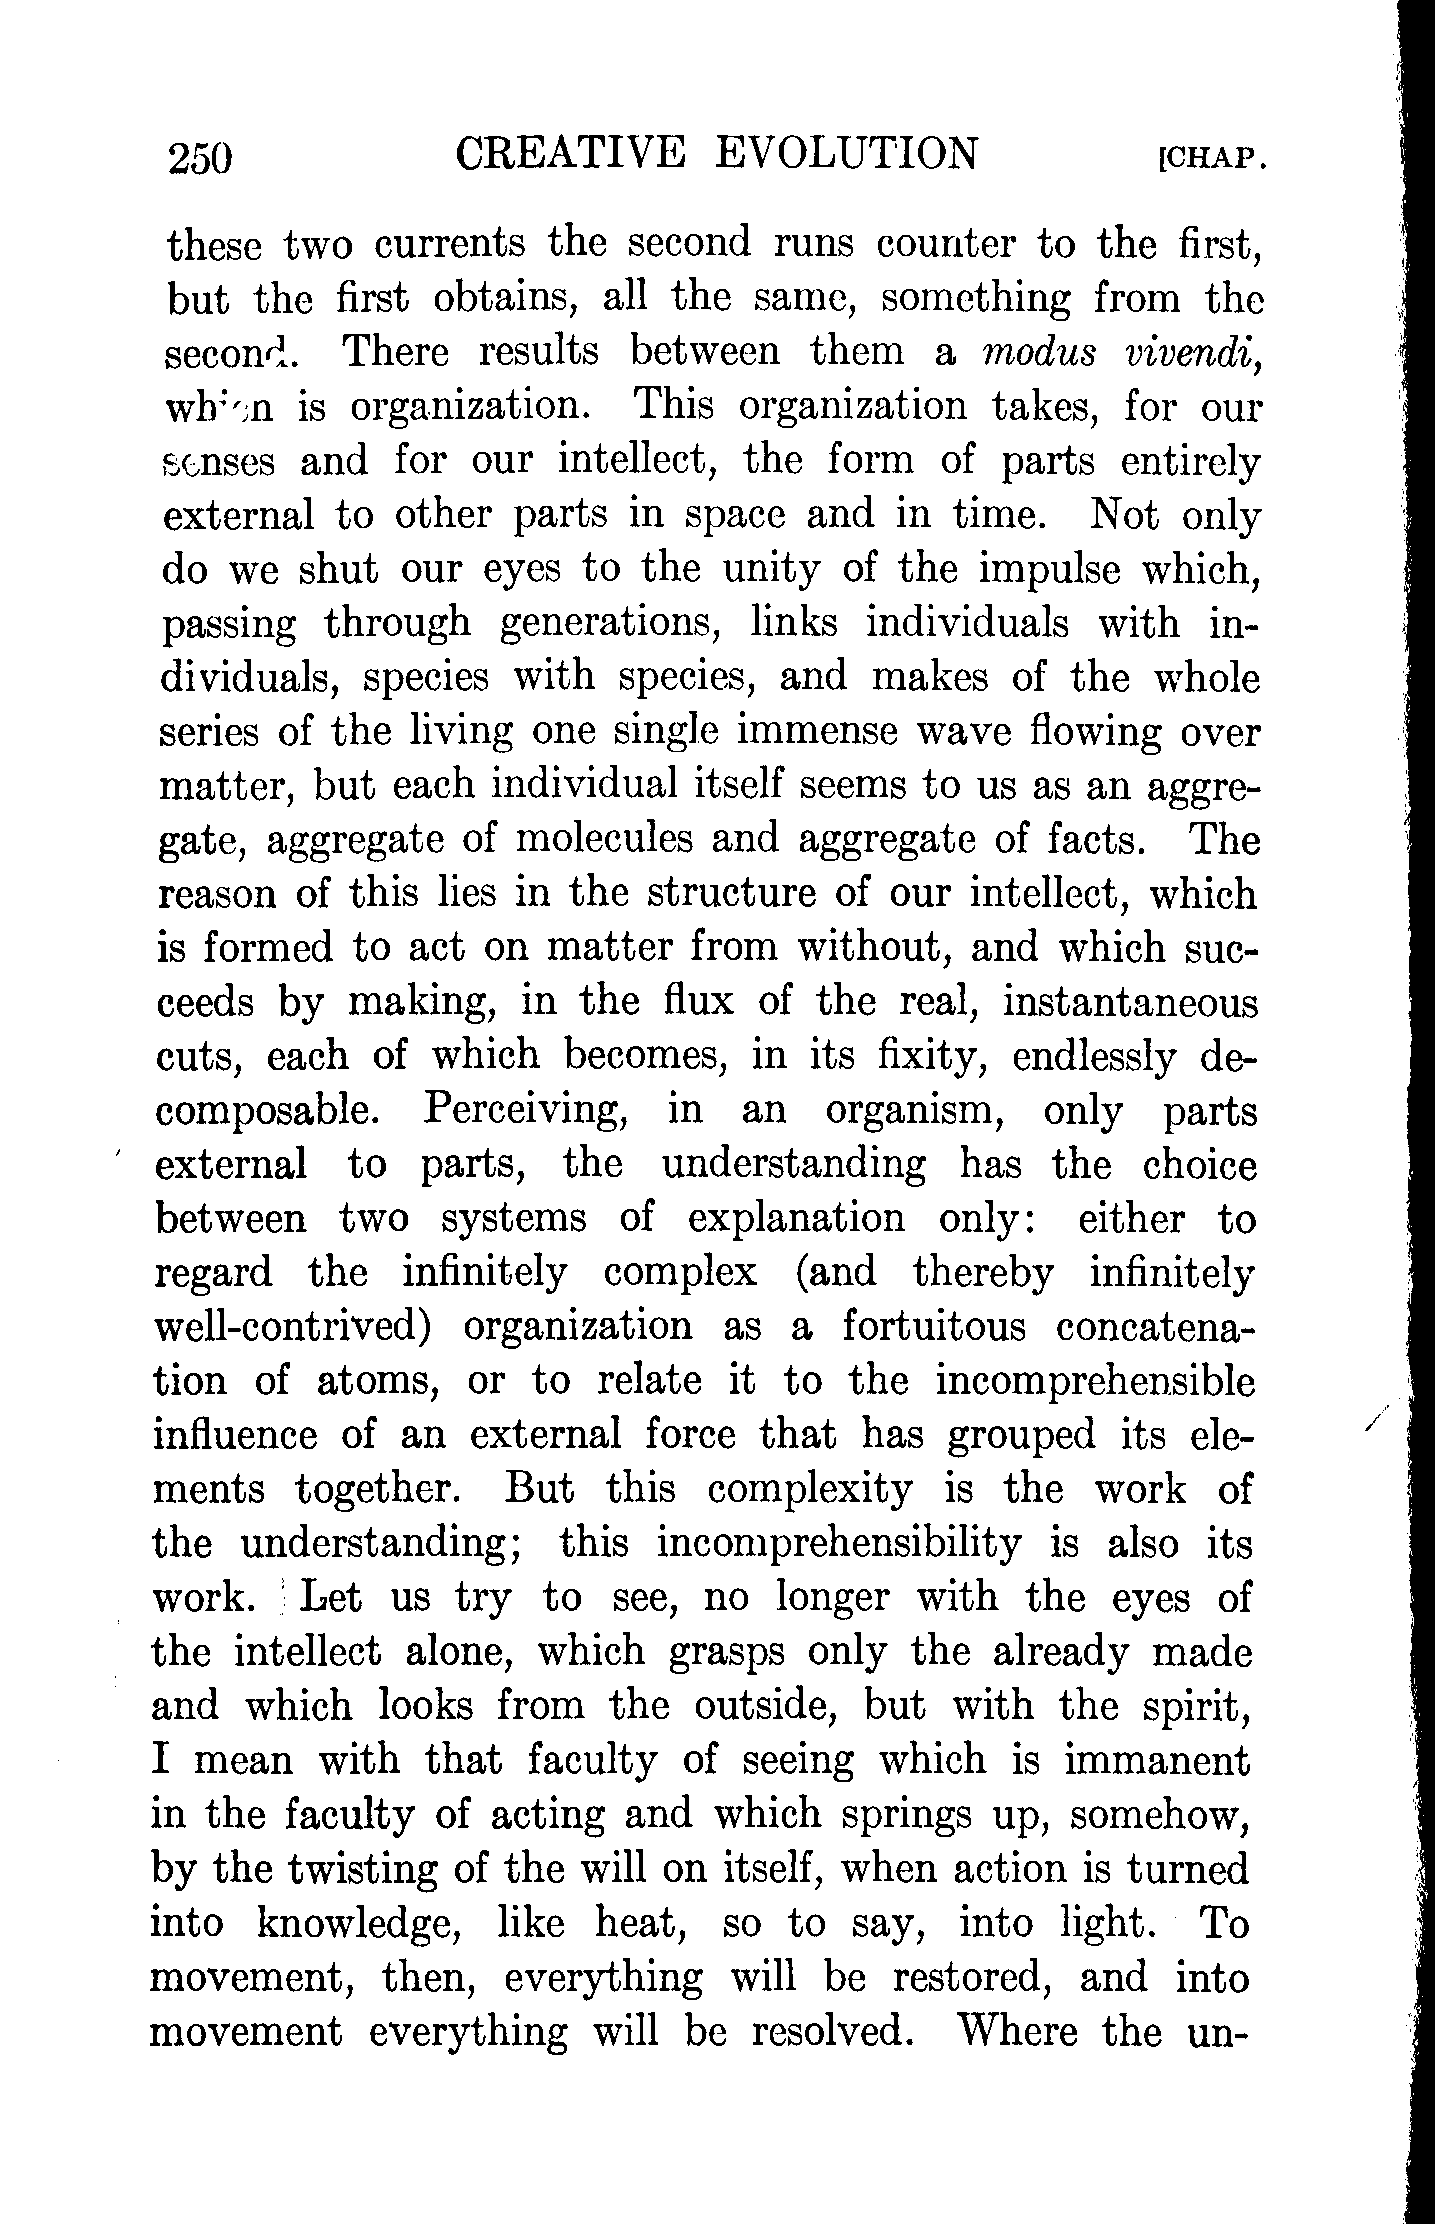 250 CREATIVE EVOLUTION [CHAP.
these two currents the second runs counter to the first,
but the first obtains, all the same, something from the
second. There results between them a modus vivendi,
which is organization. This organization takes, for our
senses and for our intellect, the form of parts entirely
external to other parts in space and in time. Not only
do we shut our eyes to the unity of the impulse which,
passing through generations, links individuals with in-
dividuals, species with species, and makes of the whole
series of the living one single immense wave flowing over
matter, but each individual itself seems to us as an aggre-
gate, aggregate of molecules and aggregate of facts. The
reason of this lies in the structure of our intellect, which
is formed to act on matter from without, and which suc-
ceeds by making, in the flux of the real, instantaneous
cuts, each of which becomes, in its fixity, endlessly de-
composable. Perceiving, in an organism, only parts
external to parts, the understanding has the choice
between two systems of explanation only: either to
regard the infinitely complex (and thereby infinitely
well-contrived) organization as a fortuitous concatena-
tion of atoms, or to relate it to the incomprehensible
influence of an external force that has grouped its ele-
ments together. But this complexity is the work of
the understanding; this incomprehensibility is also its
work. Let us try to see, no longer with the eyes of
the intellect alone, which grasps only the already made
and which looks from the outside, but with the spirit,
I mean with that faculty of seeing which is immanent
in the faculty of acting and which springs up, somehow,
by the twisting of the will on itself, when action is turned
into knowledge, like heat, so to say, into light. To
movement, then, everything will be restored, and into
movement everything will be resolved. Where the un-